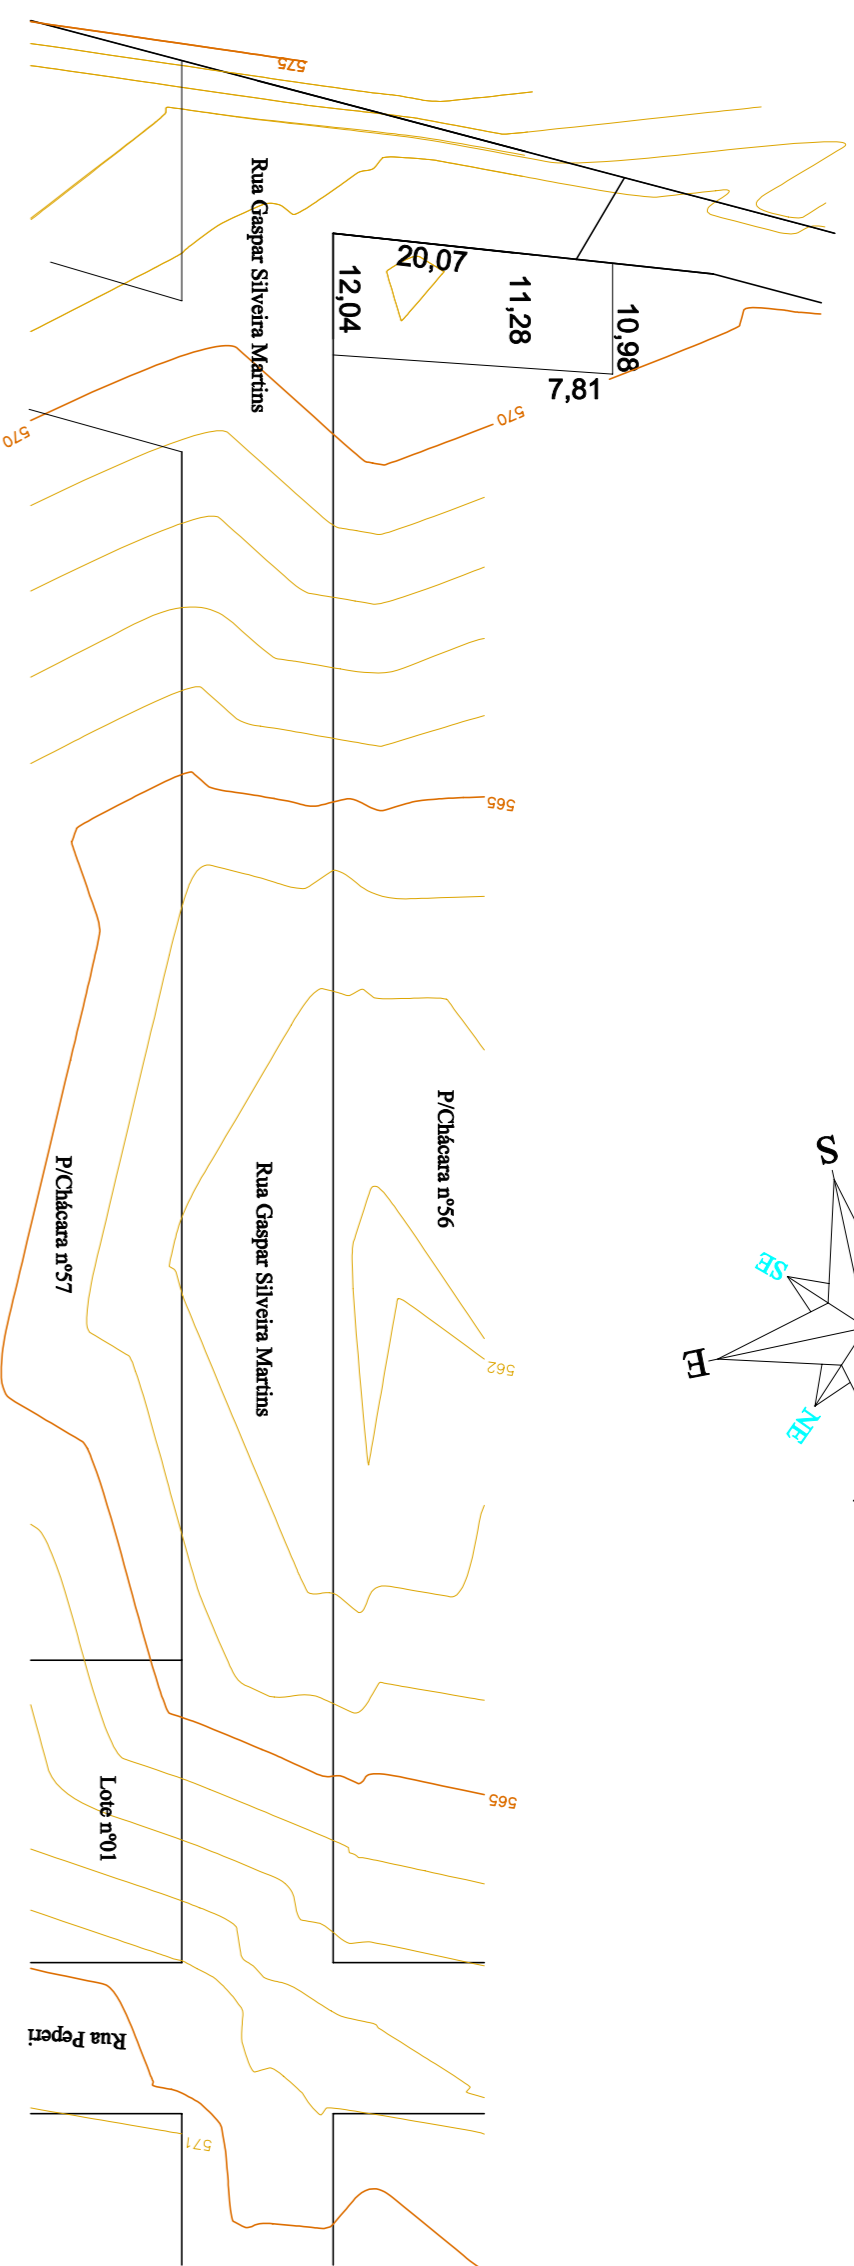 575
Rua Gaspar Silveira Martins
20,07
12,04
11,28
10,98
7,81
570
570
565
P/Chácara nº56
P/Chácara nº57
Rua Gaspar Silveira Martins
S
SE
E
NE
562
565
Lote nº01
Rua Peperi
571